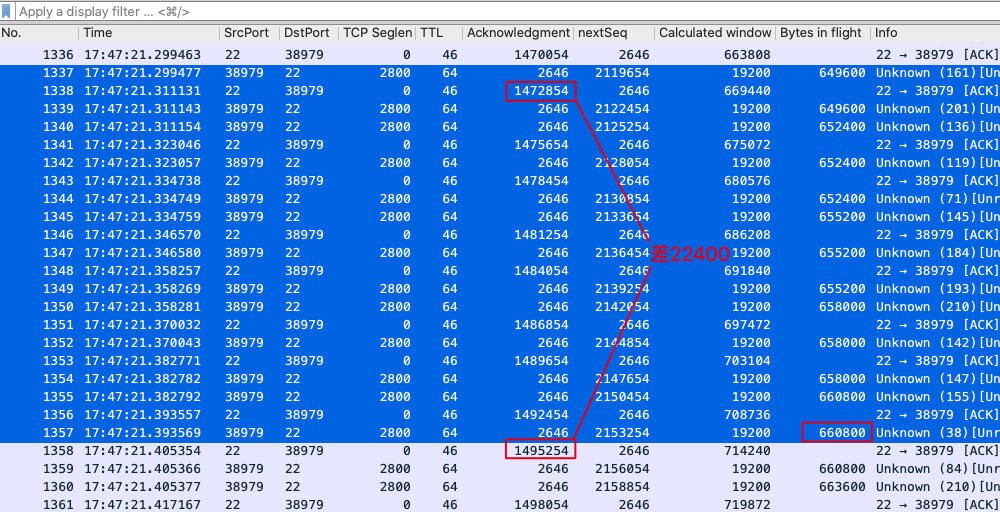 Apply a display filter … <⌘/>
No. Time SrcPort DstPort TCP Seglen TTL Acknowledgment nextSeq Calculated window Bytes in flight Info
1336 17:47:21.299463 22 38979 0 46 1470054 2646 663808 22 → 38979 [ACK]
1337 17:47:21.299477 38979 22 2800 64 2646 2119654 19200 649600 Unknown (161)[Un
1338 17:47:21.311131 22 38979 0 46 1472854 2646 669440 22 → 38979 [ACK]
1339 17:47:21.311143 38979 22 2800 64 2646 2122454 19200 649600 Unknown (201)[Un
1340 17:47:21.311154 38979 22 2800 64 2646 2125254 19200 652400 Unknown (136)[Un
1341 17:47:21.323046 22 38979 0 46 1475654 2646 675072 22 → 38979 [ACK]
1342 17:47:21.323057 38979 22 2800 64 2646 2128054 19200 652400 Unknown (119)[Un
1343 17:47:21.334738 22 38979 0 46 1478454 2646 680576 22 → 38979 [ACK]
1344 17:47:21.334749 38979 22 2800 64 2646 2130854 19200 652400 Unknown (71)[Unr
1345 17:47:21.334759 38979 22 2800 64 2646 2133654 19200 655200 Unknown (145)[Un
1346 17:47:21.346570 22 38979 0 46 1481254 2646 686208 22 → 38979 [ACK]
1347 17:47:21.346580 38979 22 2800 64 2646 2136454 差22400 19200 655200 Unknown (184)[Un
1348 17:47:21.358257 22 38979 0 46 1484054 2646 691840 22 → 38979 [ACK]
1349 17:47:21.358269 38979 22 2800 64 2646 2139254 19200 655200 Unknown (193)[Un
1350 17:47:21.358281 38979 22 2800 64 2646 2142054 19200 658000 Unknown (210)[Un
1351 17:47:21.370032 22 38979 0 46 1486854 2646 697472 22 → 38979 [ACK]
1352 17:47:21.370043 38979 22 2800 64 2646 2144854 19200 658000 Unknown (142)[Un
1353 17:47:21.382771 22 38979 0 46 1489654 2646 703104 22 → 38979 [ACK]
1354 17:47:21.382782 38979 22 2800 64 2646 2147654 19200 658000 Unknown (147)[Un
1355 17:47:21.382792 38979 22 2800 64 2646 2150454 19200 660800 Unknown (155)[Un
1356 17:47:21.393557 22 38979 0 46 1492454 2646 708736 22 → 38979 [ACK]
1357 17:47:21.393569 38979 22 2800 64 2646 2153254 19200 660800 Unknown (38)[Unr
1358 17:47:21.405354 22 38979 0 46 1495254 2646 714240 22 → 38979 [ACK]
1359 17:47:21.405366 38979 22 2800 64 2646 2156054 19200 660800 Unknown (84)[Unr
1360 17:47:21.405377 38979 22 2800 64 2646 2158854 19200 663600 Unknown (210)[Un
1361 17:47:21.417167 22 38979 0 46 1498054 2646 719872 22 → 38979 [ACK]